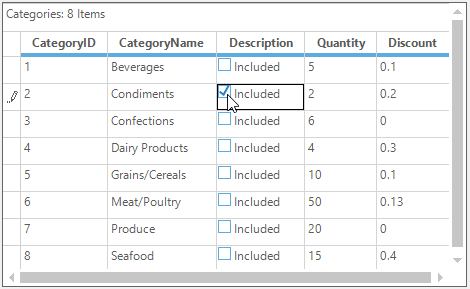 Categories: 8 Items
CategoryID CategoryName Description Quantity Discount
1 Beverages Included 5 0.1
2 Condiments Included 2 0.2
3 Confections Included 6 0
4 Dairy Products Included 4 0.3
5 Grains/Cereals Included 10 0.1
6 Meat/Poultry Included 50 0.13
7 Produce Included 20 0
8 Seafood Included 15 0.4